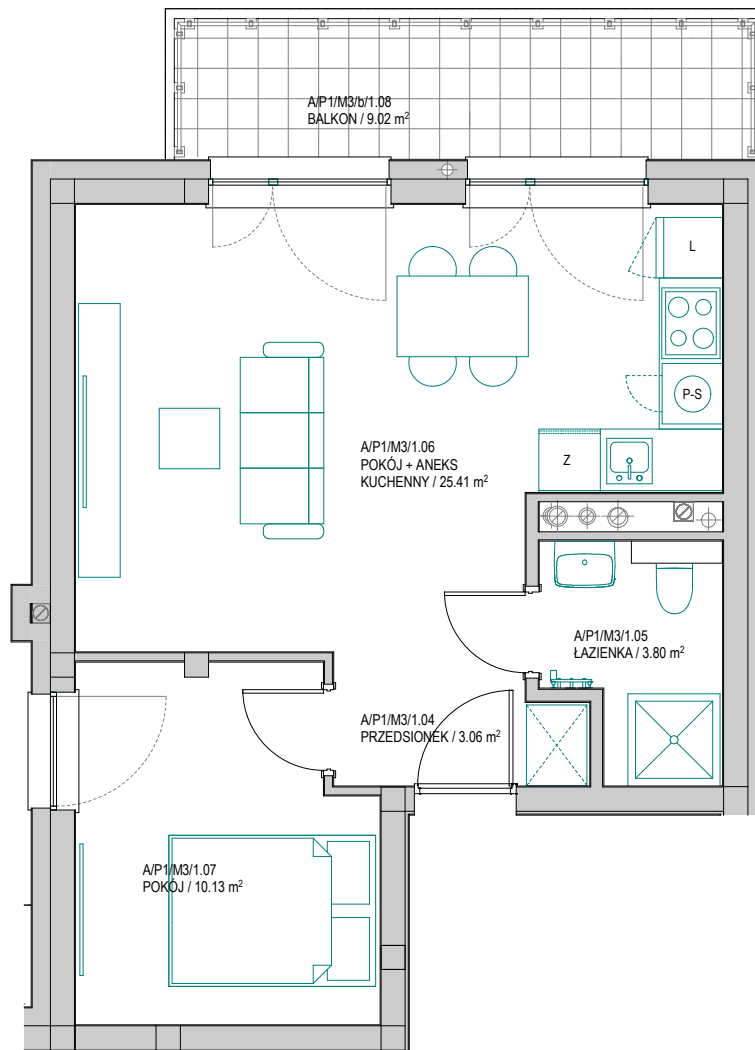 A/P1/M3/b/1.08
BALKON / 9.02 m²
L
P-S
A/P1/M3/1.06
POKÓJ + ANEKS
KUCHENNY / 25.41 m²
Z
A/P1/M3/1.05
ŁAZIENKA / 3.80 m²
A/P1/M3/1.04
PRZEDSIONEK / 3.06 m²
A/P1/M3/1.07
POKÓJ / 10.13 m²